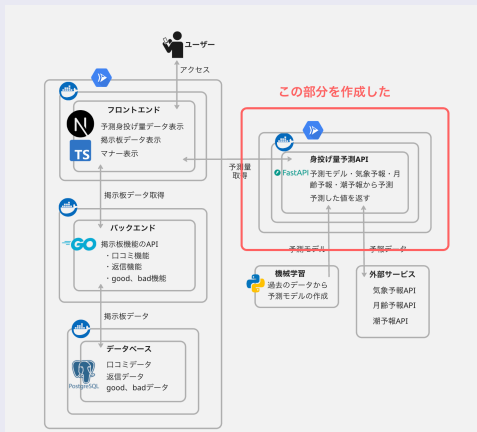 ユーザー
アクセス
この部分を作成した
フロントエンド
予測身投げ量データ表示
掲示板データ表示
マナー表示
N
TS
予測量
取得
身投げ量予測API
FastAPI
予測モデル・気象予報・月
齢予報・潮予報から予測
予測した値を返す
掲示板データ取得
バックエンド
GO
掲示板機能のAPI
・口コミ機能
・返信機能
・good、bad機能
予測モデル
予報データ
機械学習
過去のデータから
予測モデルの作成
外部サービス
気象予報API
月齢予報API
潮予報API
掲示板データ
データベース
口コミデータ
返信データ
good、badデータ
PostgreSQL